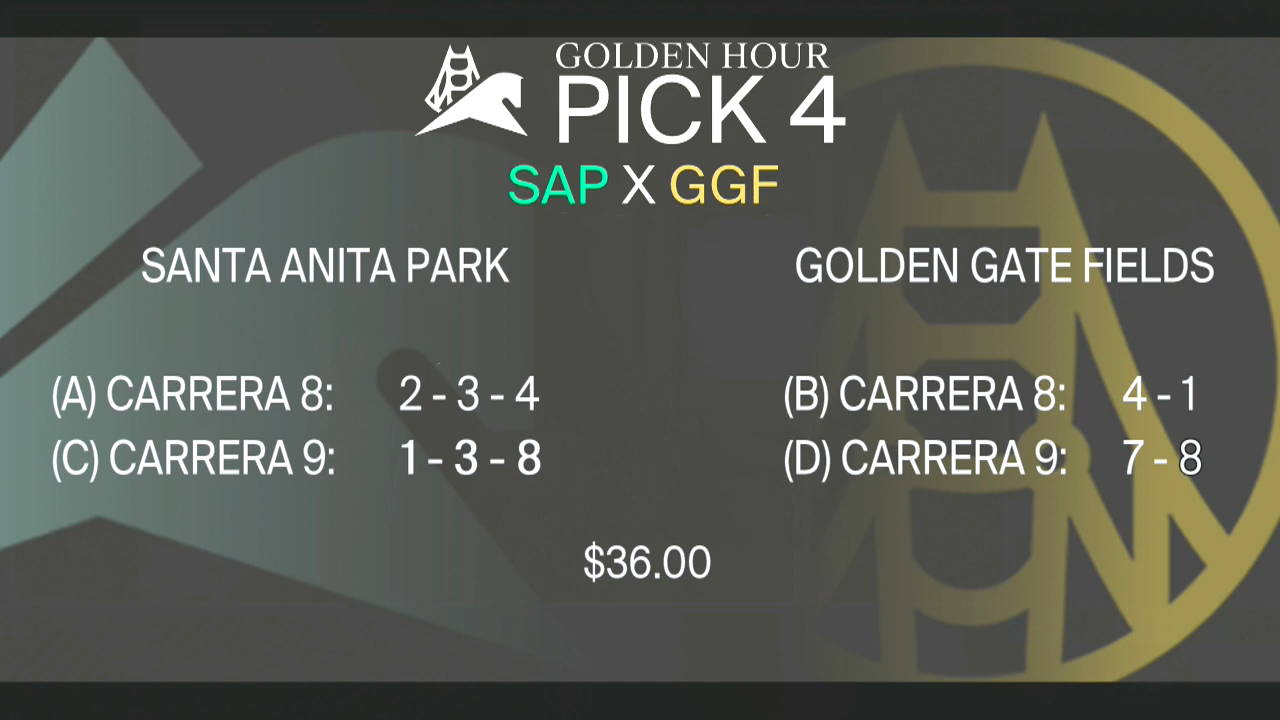 GOLDEN HOUR
PICK 4
SAP X GGF
SANTA ANITA PARK
(A) CARRERA 8: 2 - 3 - 4
(C) CARRERA 9: 1 - 3 - 8
GOLDEN GATE FIELDS
(B) CARRERA 8: 4 - 1
(D) CARRERA 9: 7 - 8
$36.00